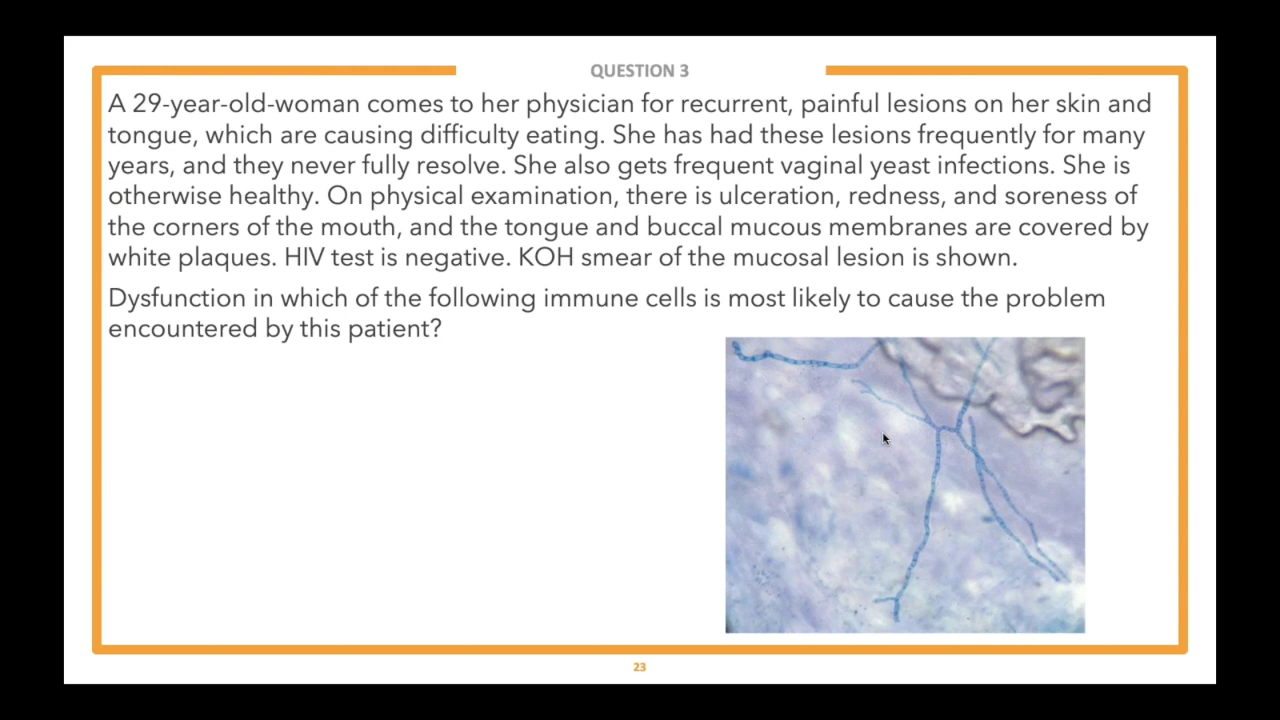 QUESTION 3
A 29-year-old-woman comes to her physician for recurrent, painful lesions on her skin and
tongue, which are causing difficulty eating. She has had these lesions frequently for many
years, and they never fully resolve. She also gets frequent vaginal yeast infections. She is
otherwise healthy. On physical examination, there is ulceration, redness, and soreness of
the corners of the mouth, and the tongue and buccal mucous membranes are covered by
white plaques. HIV test is negative. KOH smear of the mucosal lesion is shown.
Dysfunction in which of the following immune cells is most likely to cause the problem
encountered by this patient?
23